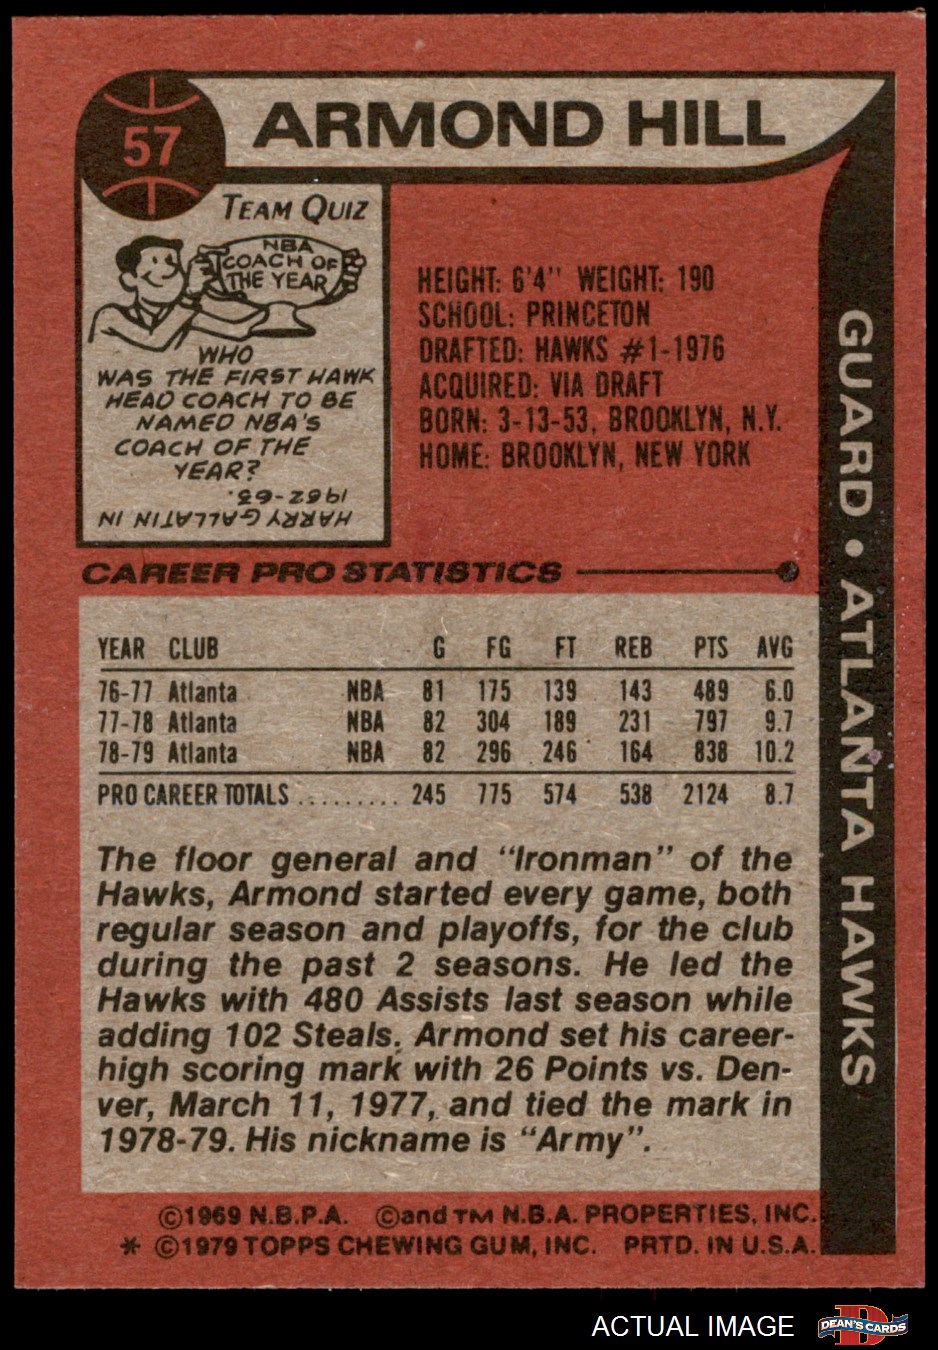 57
ARMOND HILL
TEAM QUIZ
NBA
COACH OF
THE YEAR
WHO
WAS THE FIRST HAWK
HEAD COACH TO BE
NAMED NBA'S
COACH OF THE
YEAR?
HARRY GALLATIN IN
1962-63.
HEIGHT: 6'4" WEIGHT: 190
SCHOOL: PRINCETON
DRAFTED: HAWKS #1-1976
ACQUIRED: VIA DRAFT
BORN: 3-13-53, BROOKLYN, N.Y.
HOME: BROOKLYN, NEW YORK
GUARD • ATLANTA HAWKS
CAREER PRO STATISTICS
YEAR CLUB G FG FT REB PTS AVG
76-77 Atlanta NBA 81 175 139 143 489 6.0
77-78 Atlanta NBA 82 304 189 231 797 9.7
78-79 Atlanta NBA 82 296 246 164 838 10.2
PRO CAREER TOTALS ......... 245 775 574 538 2124 8.7
The floor general and "Ironman" of the
Hawks, Armond started every game, both
regular season and playoffs, for the club
during the past 2 seasons. He led the
Hawks with 480 Assists last season while
adding 102 Steals. Armond set his career-
high scoring mark with 26 Points vs. Den-
ver, March 11, 1977, and tied the mark in
1978-79. His nickname is "Army".
©1969 N.B.P.A. ©and TM N.B.A. PROPERTIES, INC.
* ©1979 TOPPS CHEWING GUM, INC. PRTD. IN U.S.A.
ACTUAL IMAGE
DEAN'S CARDS